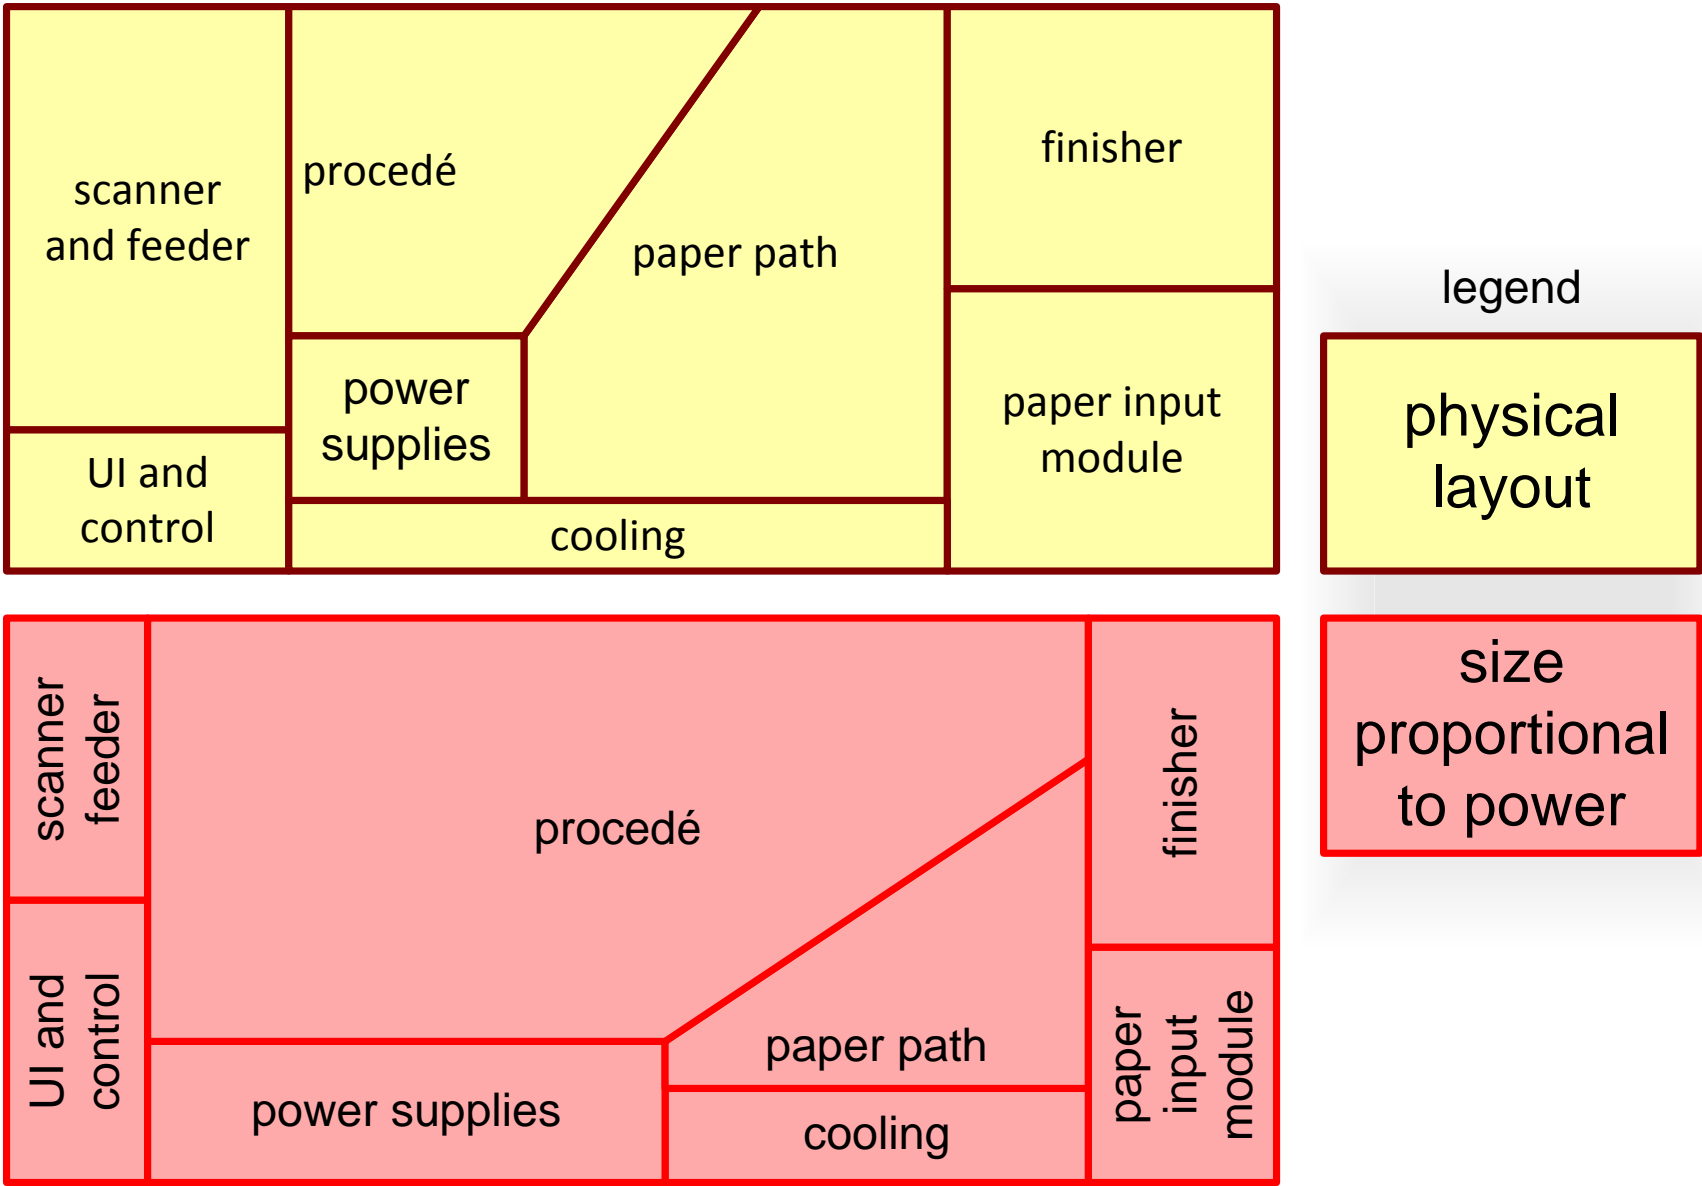 scanner
and feeder
procedé
paper path
finisher
power
supplies
paper input
module
UI and
control
cooling
legend
physical
layout
scanner
feeder
procedé
finisher
UI and
control
power supplies
paper path
cooling
paper
input
module
size
proportional
to power